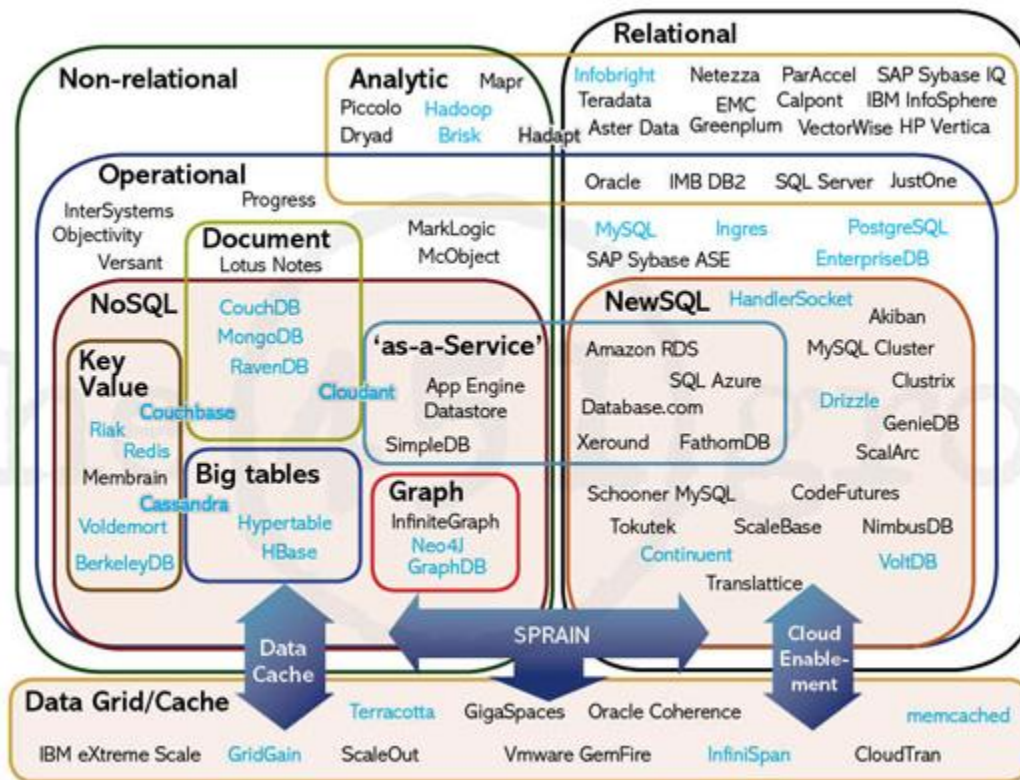 Relational
Non-relational
Analytic
Mapr
Piccolo
Hadoop
Dryad
Brisk
Hadapt
Infobright
Netezza
ParAccel
SAP Sybase IQ
Teradata
EMC
Calpont
IBM InfoSphere
Aster Data
Greenplum
VectorWise
HP Vertica
Operational
Oracle
IMB DB2
SQL Server
JustOne
InterSystems
Progress
Objectivity
Versant
Document
Lotus Notes
MarkLogic
McObject
MySQL
Ingres
PostgreSQL
SAP Sybase ASE
EnterpriseDB
NoSQL
CouchDB
MongoDB
RavenDB
Key
Value
Couchbase
Riak
Redis
Membrain
Cassandra
Voldemort
BerkeleyDB
Big tables
Hypertable
HBase
'as-a-Service'
Cloudant
App Engine
Datastore
SimpleDB
Graph
InfiniteGraph
Neo4J
GraphDB
NewSQL
HandlerSocket
Akiban
Amazon RDS
MySQL Cluster
SQL Azure
Clustrix
Database.com
Drizzle
GenieDB
Xeround
FathomDB
ScalArc
Schooner MySQL
CodeFutures
Tokutek
ScaleBase
NimbusDB
Continuent
VoltDB
Translattice
Data
Cache
SPRAIN
Cloud
Enable-
ment
Data Grid/Cache
Terracotta
GigaSpaces
Oracle Coherence
memcached
IBM eXtreme Scale
GridGain
ScaleOut
Vmware GemFire
InfiniSpan
CloudTran